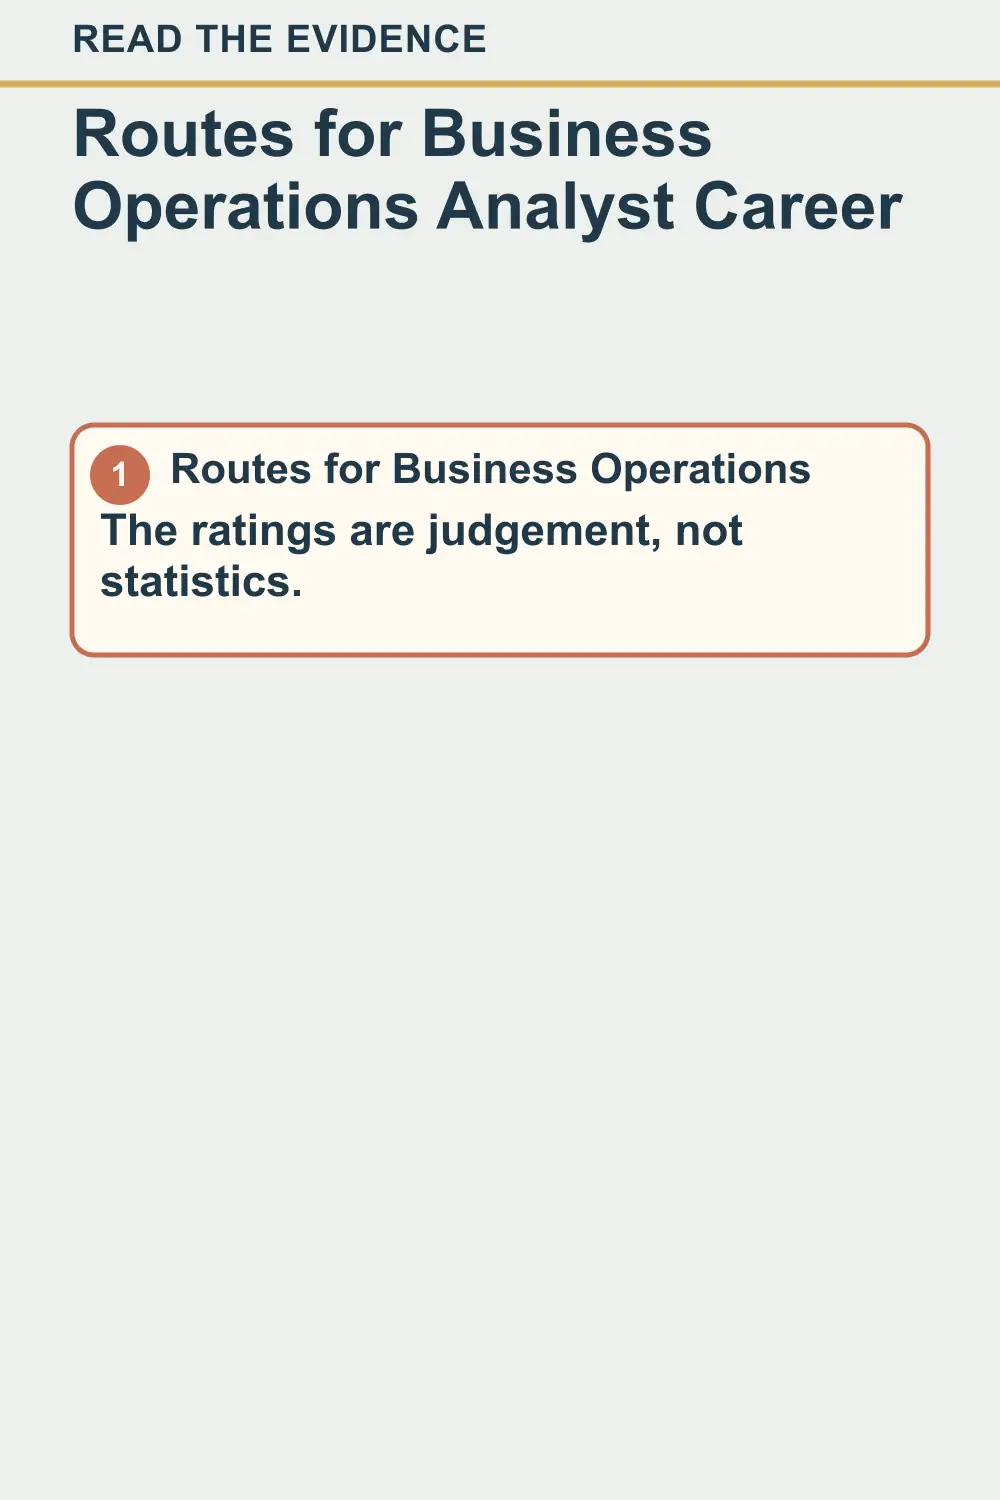 READ THE EVIDENCE
Routes for Business
Operations Analyst Career
1 Routes for Business Operations
The ratings are judgement, not
statistics.